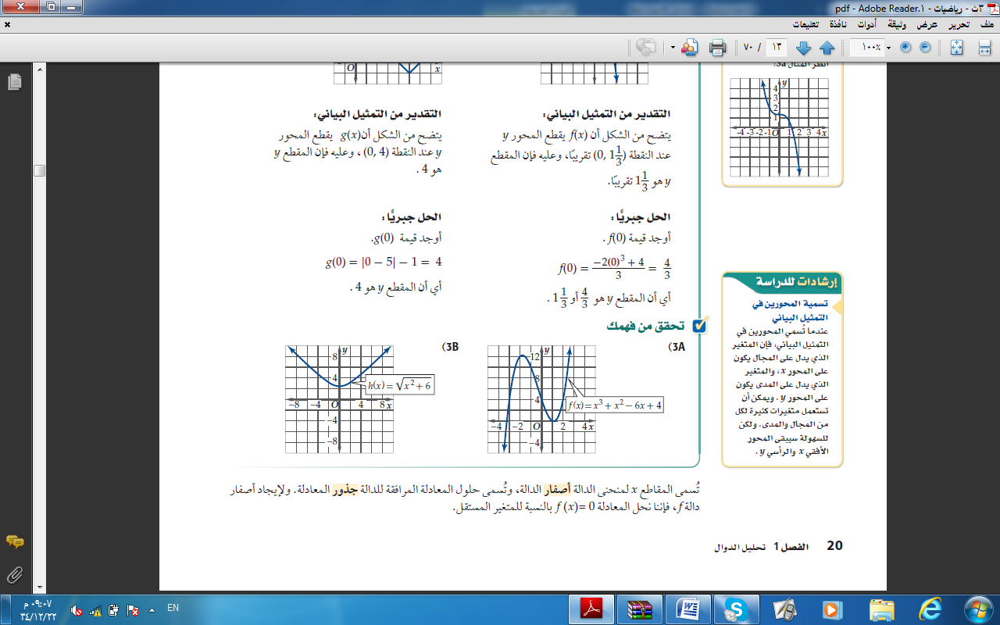 ٣ث - رياضيات - ١.pdf - Adobe Reader
ملف تحرير عرض وثيقة أدوات نافذة تعليمات
١٣ / ٧٠
١٠٠%
انظر المثال 3a:
y
4
3
2
1
-4 -3 -2 -1 O 1 2 3 4 x
O x
التقدير من التمثيل البياني:
يتضح من الشكل أن f(x) يقطع المحور y
عند النقطة (0, 1 1/3) تقريبًا، وعليه فإن المقطع
y هو 1 1/3 تقريبًا.
الحل جبريًّا:
أوجد قيمة f(0) .
f(0) = (−2(0)³ + 4)/3 = 4/3
أي أن المقطع y هو 4/3 أو 1 1/3 .
التقدير من التمثيل البياني:
يتضح من الشكل أن g(x) يقطع المحور
y عند النقطة (0, 4) ، وعليه فإن المقطع y
هو 4 .
الحل جبريًّا:
أوجد قيمة g(0).
g(0) = |0 − 5| − 1 = 4
أي أن المقطع y هو 4 .
تحقق من فهمك
(3A
y
12
8
4
−4 −2 O 2 4 x
−4
f(x) = x³ + x² − 6x + 4
(3B
y
8
4
−8 −4 O 4 8 x
−4
−8
h(x) = √(x² + 6)
إرشادات للدراسة
تسمية المحورين في
التمثيل البياني
عندما تُسمي المحورين في
التمثيل البياني، فإن المتغير
الذي يدل على المجال يكون
على المحور x ، والمتغير
الذي يدل على المدى يكون
على المحور y . ويمكن أن
تستعمل متغيرات كثيرة لكل
من المجال والمدى. ولكن
للسهولة سيبقى المحور
الأفقي x والرأسي y .
تُسمى المقاطع x لمنحنى الدالة أصفار الدالة، وتُسمى حلول المعادلة المرافقة للدالة جذور المعادلة. ولإيجاد أصفار
دالة f ، فإننا نحل المعادلة f (x) = 0 بالنسبة للمتغير المستقل.
20 الفصل 1 تحليل الدوال
EN
٠٩:٠٧ م
٣٤/١٢/٢٢